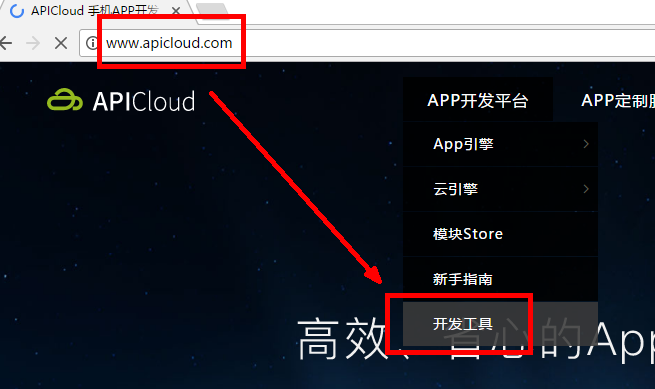 APICloud 手机APP开发
www.apicloud.com
APICloud
APP开发平台
APP定制服
App引擎
云引擎
模块Store
新手指南
开发工具
高效、省心的App